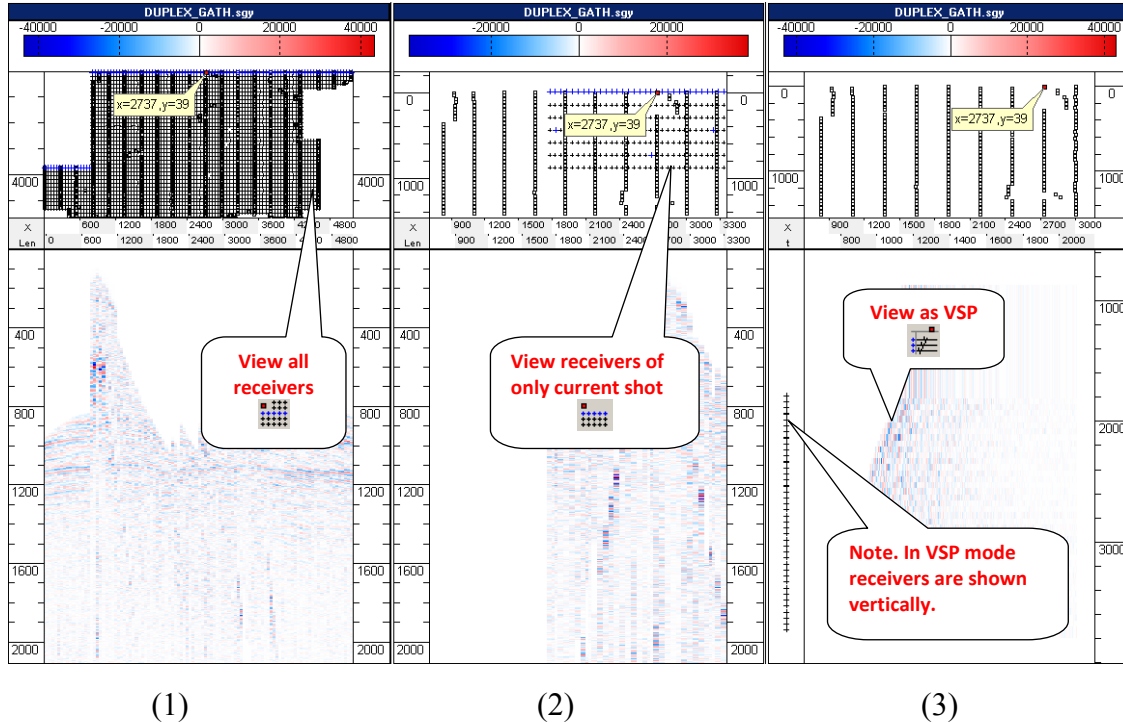 DUPLEX_GATH.sgy
-40000 -20000 0 20000 40000
x=2737,y=39
4000 4000
X 600 1200 1800 2400 3000 3600 4200 4800
Len 0 600 1200 1800 2400 3000 3600 4200 4800
View all
receivers
400 400
800 800
1200 1200
1600 1600
2000 2000
(1)
DUPLEX_GATH.sgy
-20000 0 20000
0 0
x=2737,y=39
1000 1000
X 900 1200 1500 1800 2100 2400 2700 3000 3300
Len 900 1200 1500 1800 2100 2400 2700 3000 3300
View receivers of
only current shot
400 400
800 800
1200 1200
1600 1600
2000 2000
(2)
DUPLEX_GATH.sgy
-40000 -20000 0 20000 40000
0 0
x=2737,y=39
1000 1000
X 900 1200 1500 1800 2100 2400 2700 3000
t 800 1000 1200 1400 1600 1800 2000
View as VSP
1000
2000
Note. In VSP mode
receivers are shown
vertically.
3000
(3)